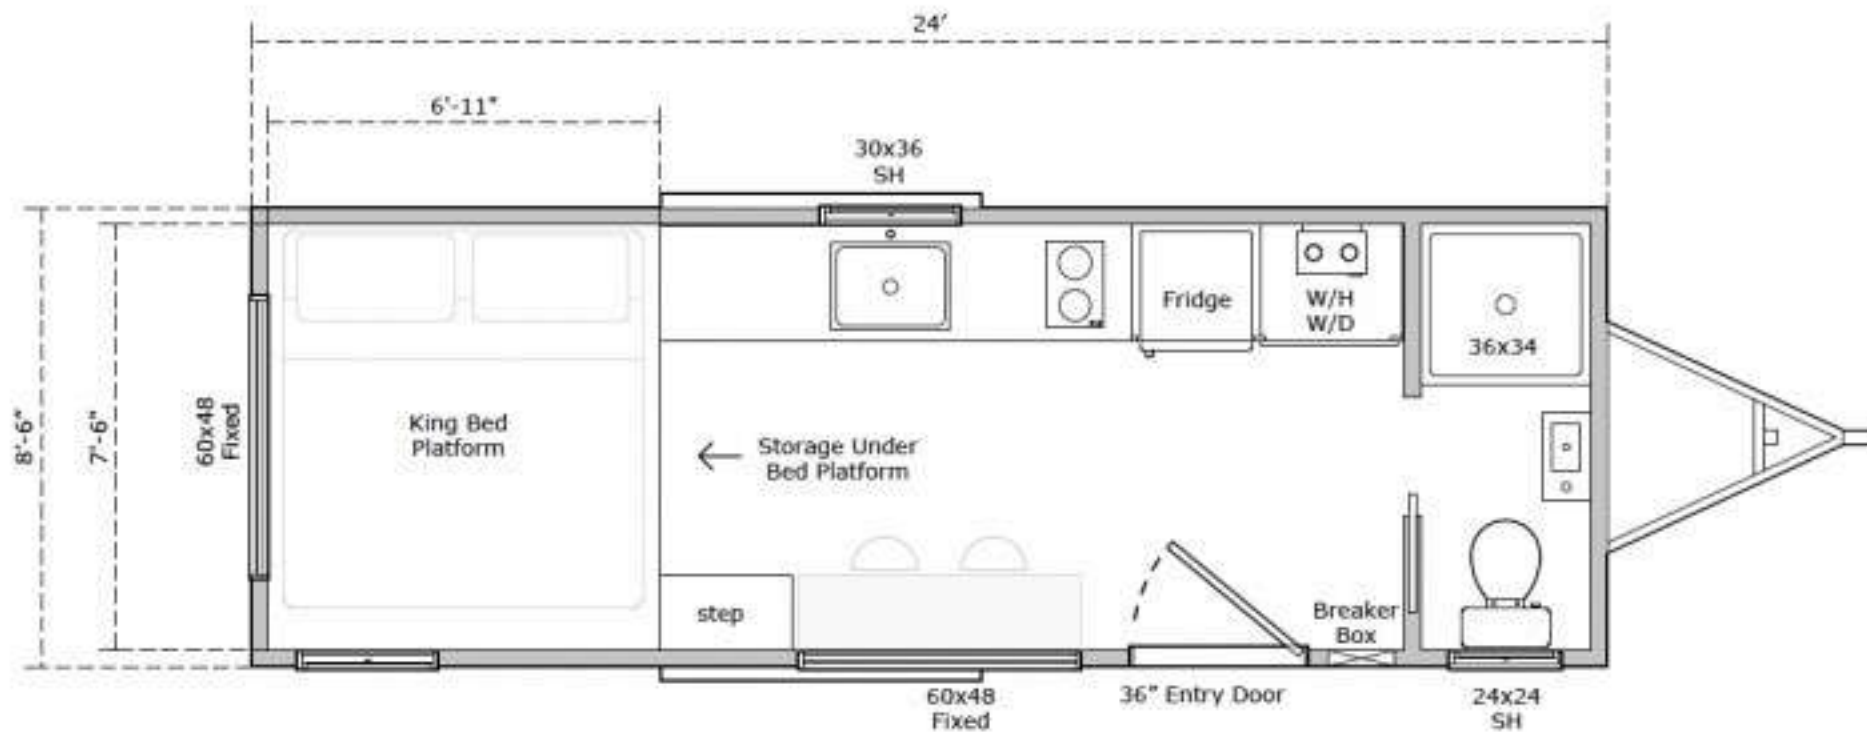 24'
6'-11"
30x36
SH
8'-6"
7'-6"
60x48
Fixed
King Bed
Platform
Storage Under
Bed Platform
Fridge
W/H
W/D
36x34
step
Breaker
Box
60x48
Fixed
36" Entry Door
24x24
SH